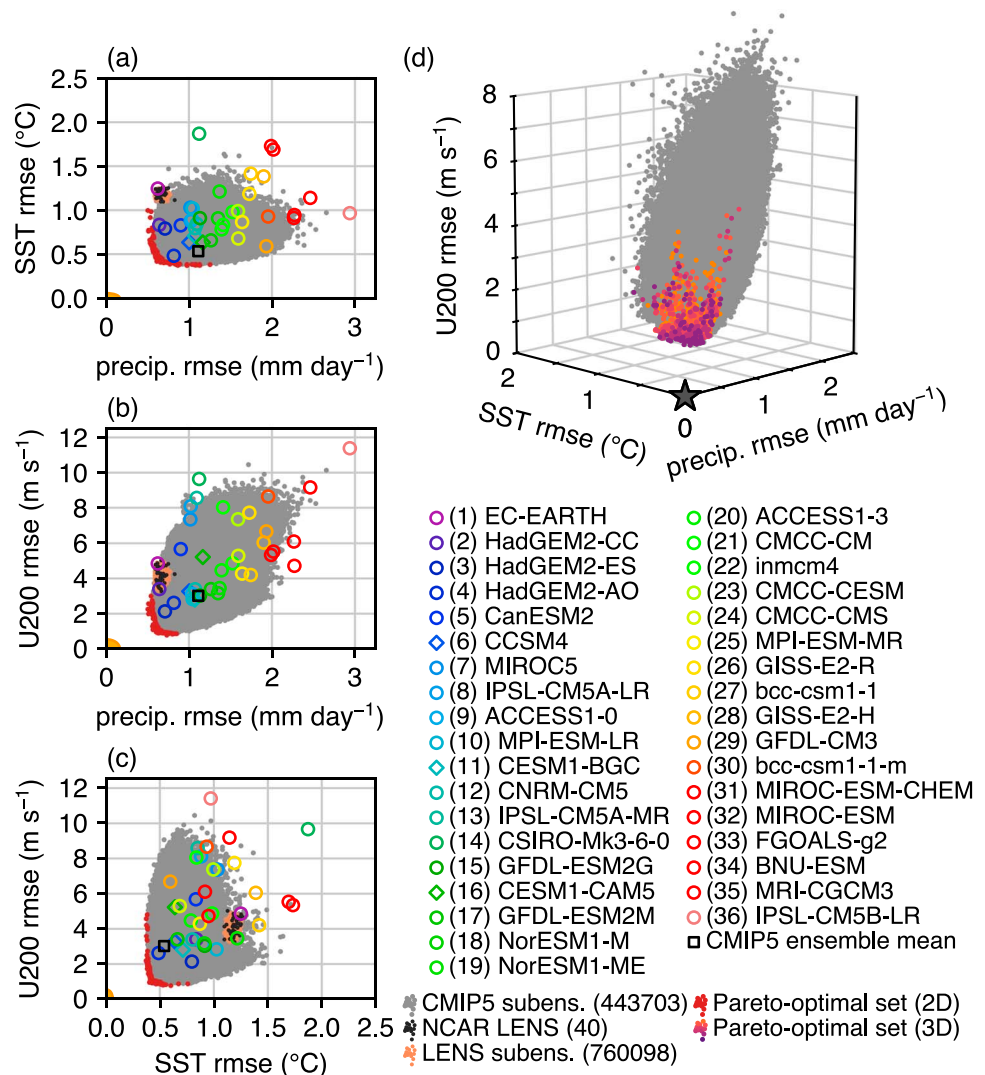 (a)
2.5
2.0
1.5
1.0
0.5
0.0
SST rmse (°C)
0
1
2
3
precip. rmse (mm day⁻¹)
(b)
12
10
8
6
4
2
0
U200 rmse (m s⁻¹)
0
1
2
3
precip. rmse (mm day⁻¹)
(c)
12
10
8
6
4
2
0
U200 rmse (m s⁻¹)
0.0
0.5
1.0
1.5
2.0
2.5
SST rmse (°C)
(d)
8
6
4
2
0
U200 rmse (m s⁻¹)
2
1
0
1
2
SST rmse (°C)
precip. rmse (mm day⁻¹)
(1) EC-EARTH
(2) HadGEM2-CC
(3) HadGEM2-ES
(4) HadGEM2-AO
(5) CanESM2
(6) CCSM4
(7) MIROC5
(8) IPSL-CM5A-LR
(9) ACCESS1-0
(10) MPI-ESM-LR
(11) CESM1-BGC
(12) CNRM-CM5
(13) IPSL-CM5A-MR
(14) CSIRO-Mk3-6-0
(15) GFDL-ESM2G
(16) CESM1-CAM5
(17) GFDL-ESM2M
(18) NorESM1-M
(19) NorESM1-ME
(20) ACCESS1-3
(21) CMCC-CM
(22) inmcm4
(23) CMCC-CESM
(24) CMCC-CMS
(25) MPI-ESM-MR
(26) GISS-E2-R
(27) bcc-csm1-1
(28) GISS-E2-H
(29) GFDL-CM3
(30) bcc-csm1-1-m
(31) MIROC-ESM-CHEM
(32) MIROC-ESM
(33) FGOALS-g2
(34) BNU-ESM
(35) MRI-CGCM3
(36) IPSL-CM5B-LR
CMIP5 ensemble mean
CMIP5 subens. (443703)
NCAR LENS (40)
LENS subens. (760098)
Pareto-optimal set (2D)
Pareto-optimal set (3D)